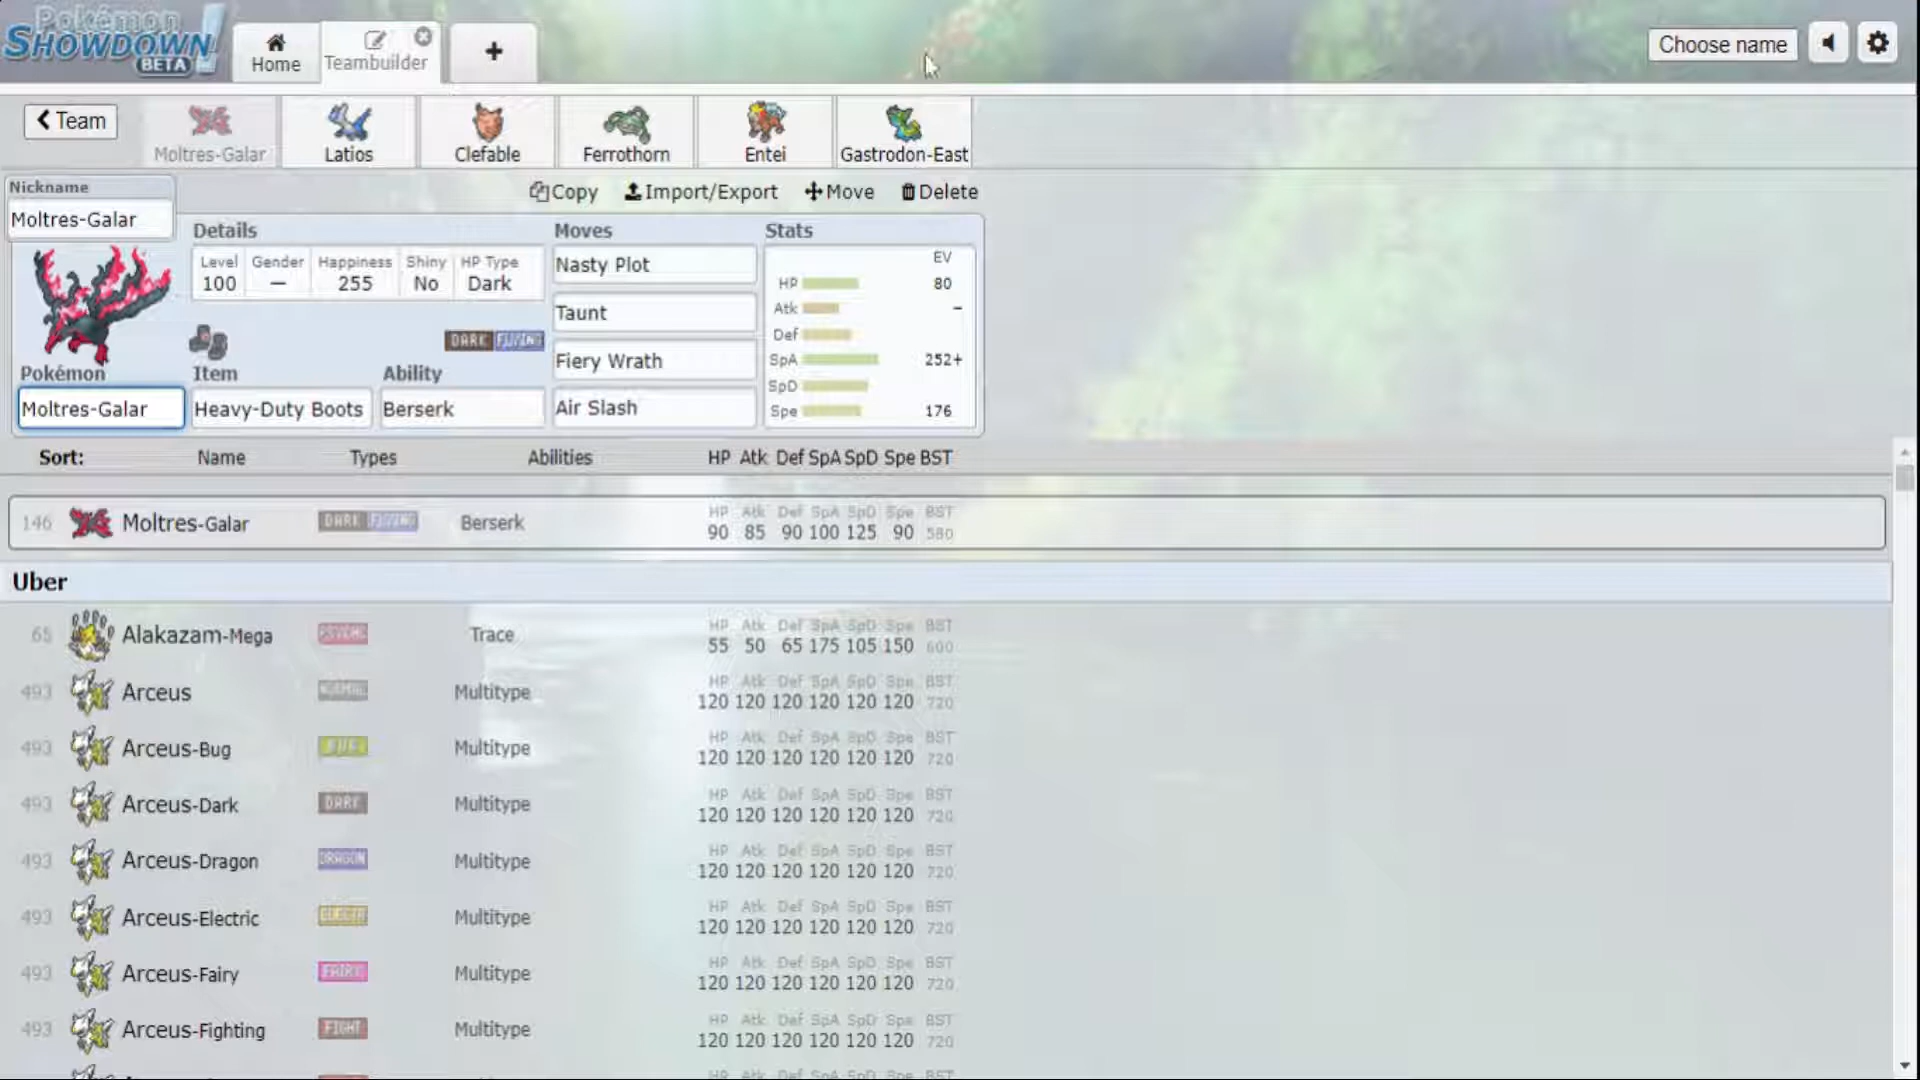 Pokémon
SHOWDOWN!
BETA
Home
Teambuilder
+
Choose name
Team
Moltres-Galar
Latios
Clefable
Ferrothorn
Entei
Gastrodon-East
Nickname
Moltres-Galar
Copy
Import/Export
Move
Delete
Details
Level Gender Happiness Shiny HP Type
100 — 255 No Dark
DARK FLYING
Pokémon
Moltres-Galar
Item
Heavy-Duty Boots
Ability
Berserk
Moves
Nasty Plot
Taunt
Fiery Wrath
Air Slash
Stats
EV
HP 80
Atk –
Def
SpA 252+
SpD
Spe 176
Sort: Name Types Abilities HP Atk Def SpA SpD Spe BST
HP Atk Def SpA SpD Spe BST
146 Moltres-Galar DARK FLYING Berserk 90 85 90 100 125 90 580
Uber
HP Atk Def SpA SpD Spe BST
65 Alakazam-Mega PSYCHC Trace 55 50 65 175 105 150 600
HP Atk Def SpA SpD Spe BST
493 Arceus NORMAL Multitype 120 120 120 120 120 120 720
HP Atk Def SpA SpD Spe BST
493 Arceus-Bug BUG Multitype 120 120 120 120 120 120 720
HP Atk Def SpA SpD Spe BST
493 Arceus-Dark DARK Multitype 120 120 120 120 120 120 720
HP Atk Def SpA SpD Spe BST
493 Arceus-Dragon DRAGON Multitype 120 120 120 120 120 120 720
HP Atk Def SpA SpD Spe BST
493 Arceus-Electric ELECTR Multitype 120 120 120 120 120 120 720
HP Atk Def SpA SpD Spe BST
493 Arceus-Fairy FAIRY Multitype 120 120 120 120 120 120 720
HP Atk Def SpA SpD Spe BST
493 Arceus-Fighting FIGHT Multitype 120 120 120 120 120 120 720
HP Atk Def SpA SpD Spe BST